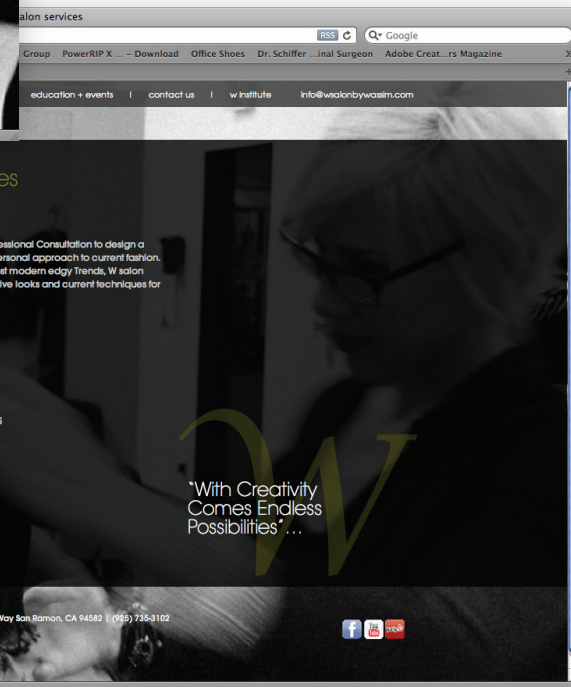 alon services
RSS
Google
Group PowerRIP X ... – Download Office Shoes Dr. Schiffer ...inal Surgeon Adobe Creat...rs Magazine
education + events | contact us | w institute info@wsalonbywassim.com
es
essional Consultation to design a
ersonal approach to current fashion.
st modern edgy Trends, W salon
ive looks and current techniques for
s
W
"With Creativity
Comes Endless
Possibilities"...
Way San Ramon, CA 94582 | (925) 735-3102
f You Tube yelp